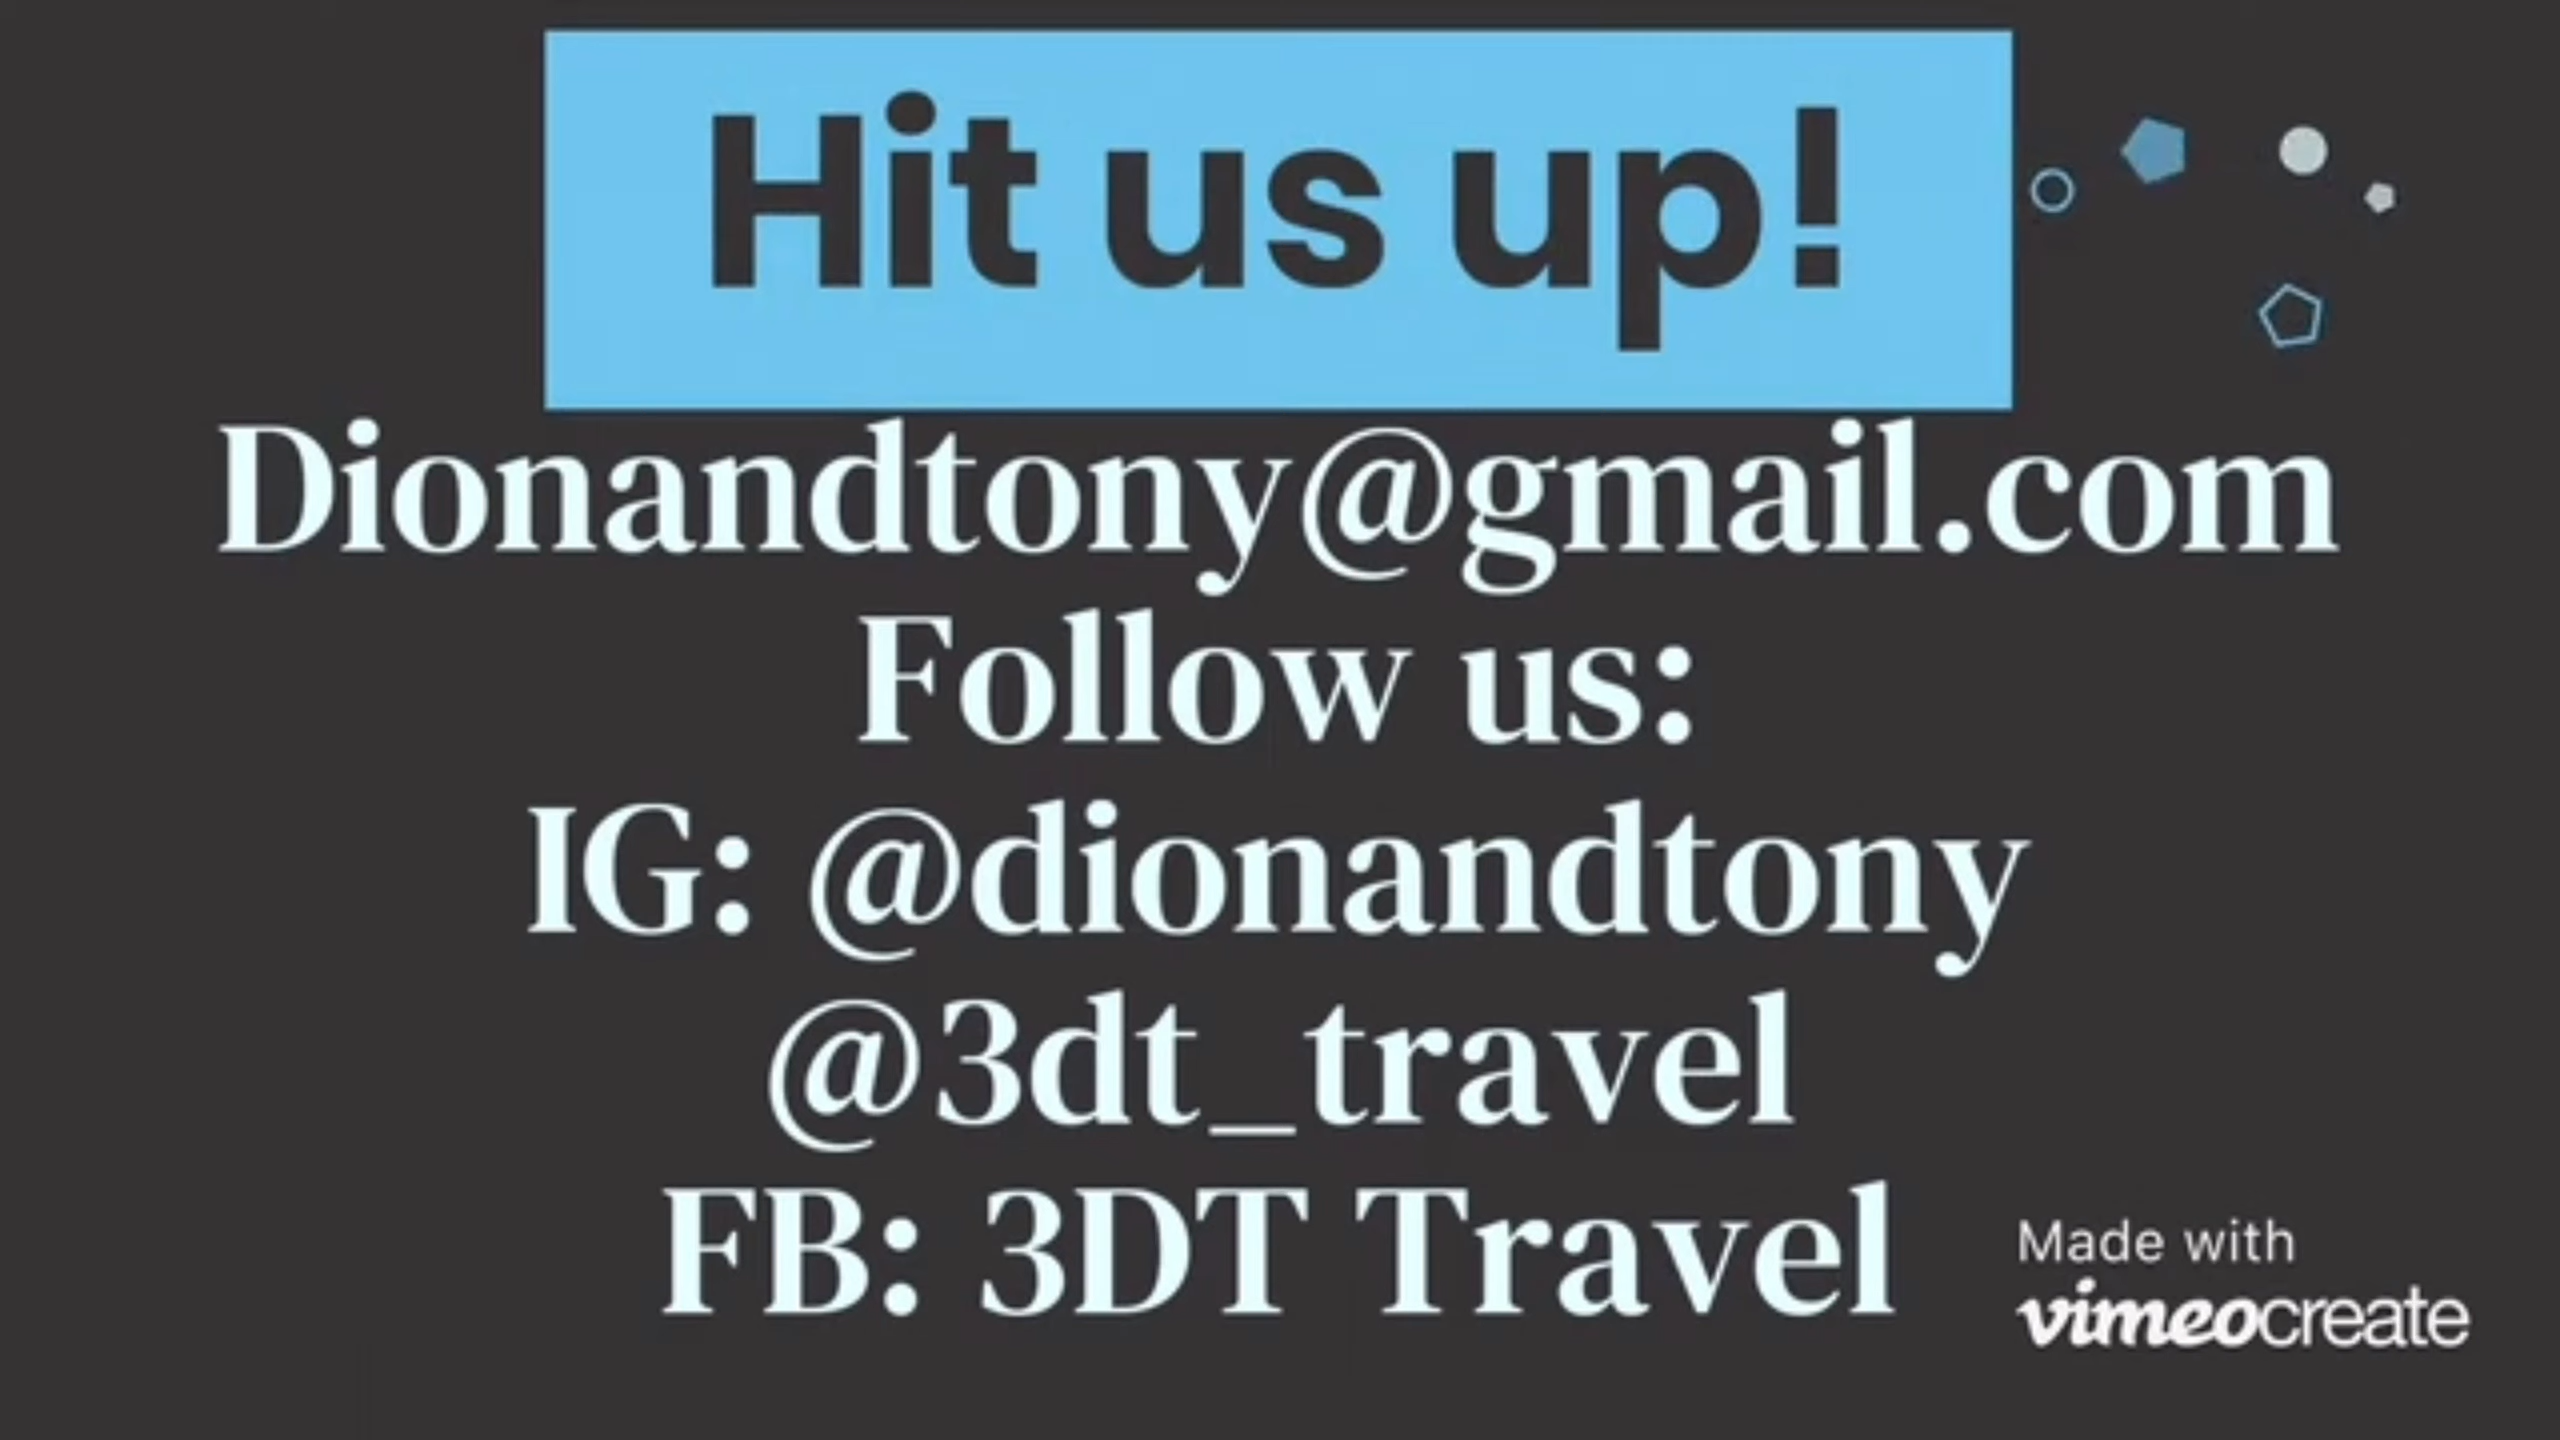 Hit us up!
Dionandtony@gmail.com
Follow us:
IG: @dionandtony
@3dt_travel
FB: 3DT Travel
Made with
vimeocreate